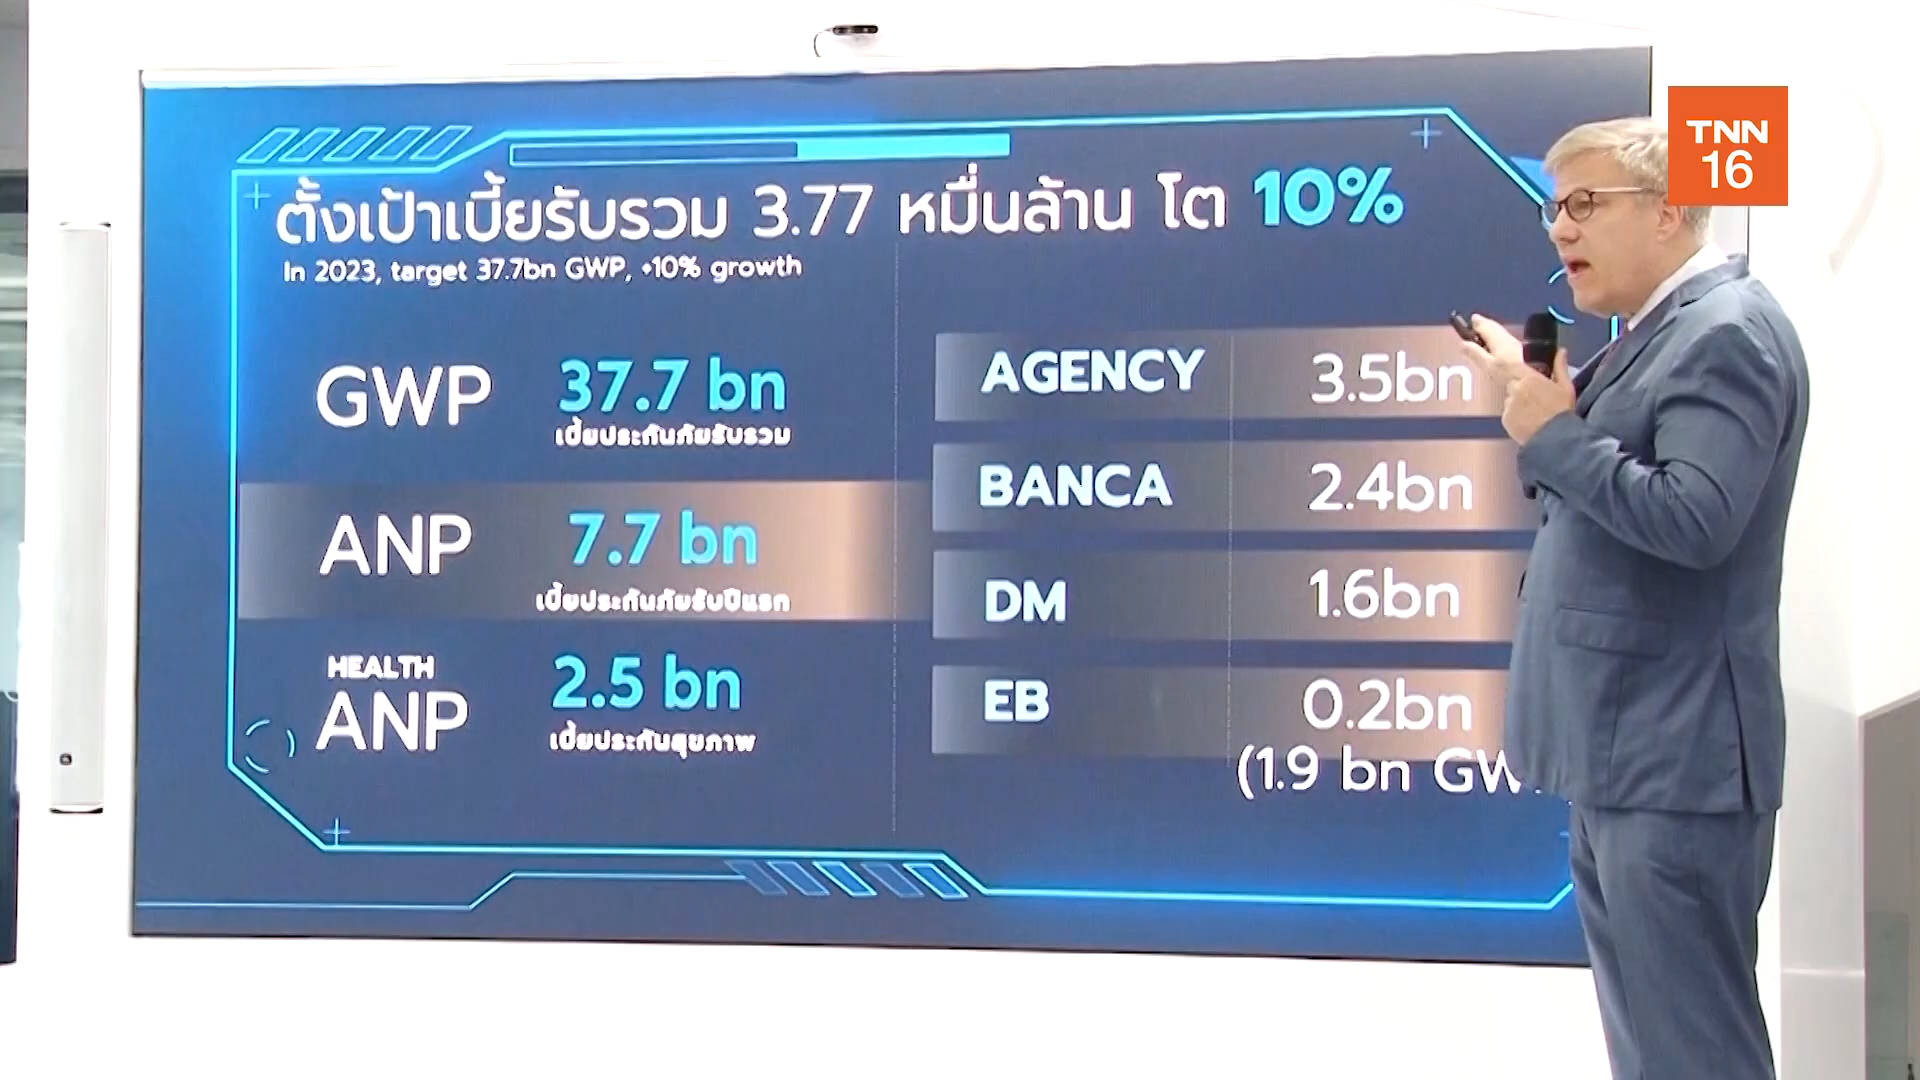 TNN
16
ตั้งเป้าเบี้ยรับรวม 3.77 หมื่นล้าน โต 10%
In 2023, target 37.7bn GWP, +10% growth
GWP 37.7 bn
เบี้ยประกันภัยรับรวม
ANP 7.7 bn
เบี้ยประกันภัยรับปีแรก
HEALTH
ANP 2.5 bn
เบี้ยประกันสุขภาพ
AGENCY 3.5bn
BANCA 2.4bn
DM 1.6bn
EB 0.2bn
(1.9 bn